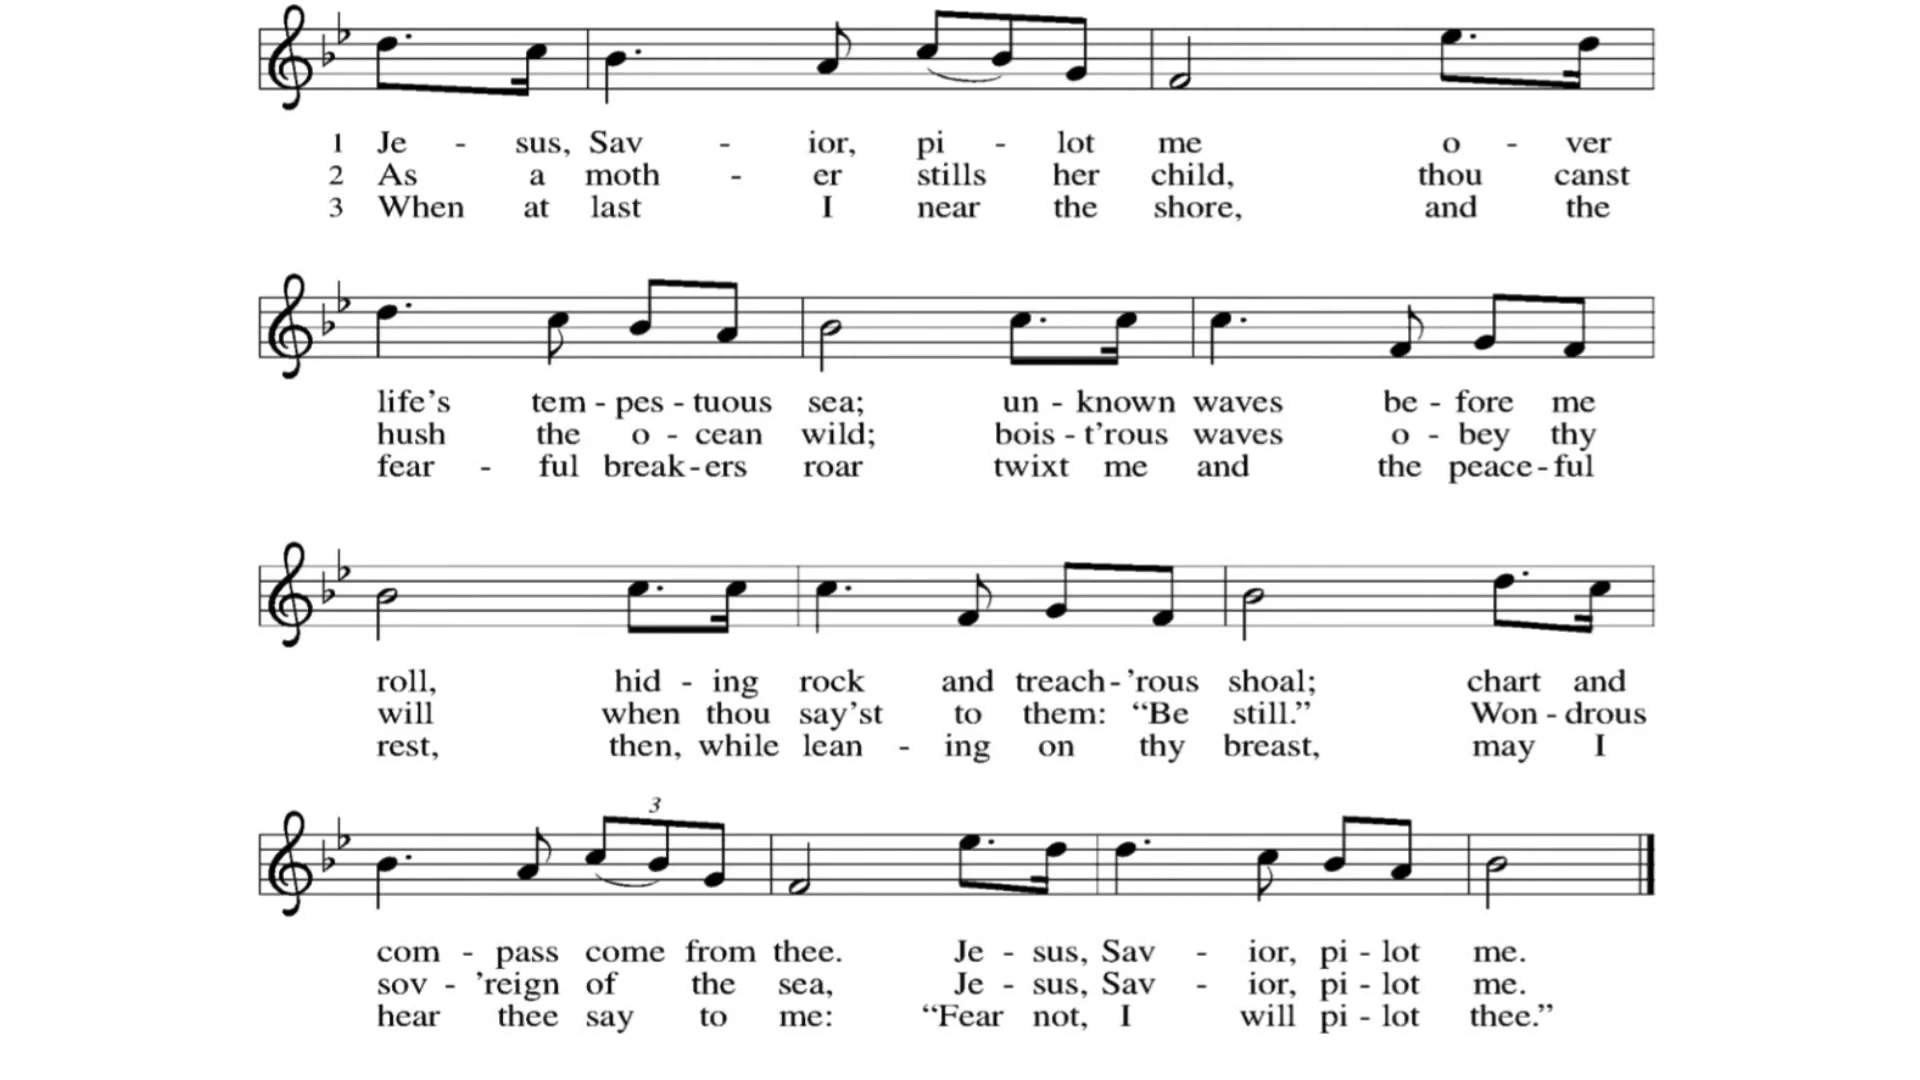 1 Je - sus, Sav - ior, pi - lot me o - ver
2 As a moth - er stills her child, thou canst
3 When at last I near the shore, and the
life's tem - pes - tuous sea; un - known waves be - fore me
hush the o - cean wild; bois - t'rous waves o - bey thy
fear - ful break - ers roar twixt me and the peace - ful
roll, hid - ing rock and treach - 'rous shoal; chart and
will when thou say'st to them: “Be still.” Won - drous
rest, then, while lean - ing on thy breast, may I
3
com - pass come from thee. Je - sus, Sav - ior, pi - lot me.
sov - 'reign of the sea, Je - sus, Sav - ior, pi - lot me.
hear thee say to me: “Fear not, I will pi - lot thee.”